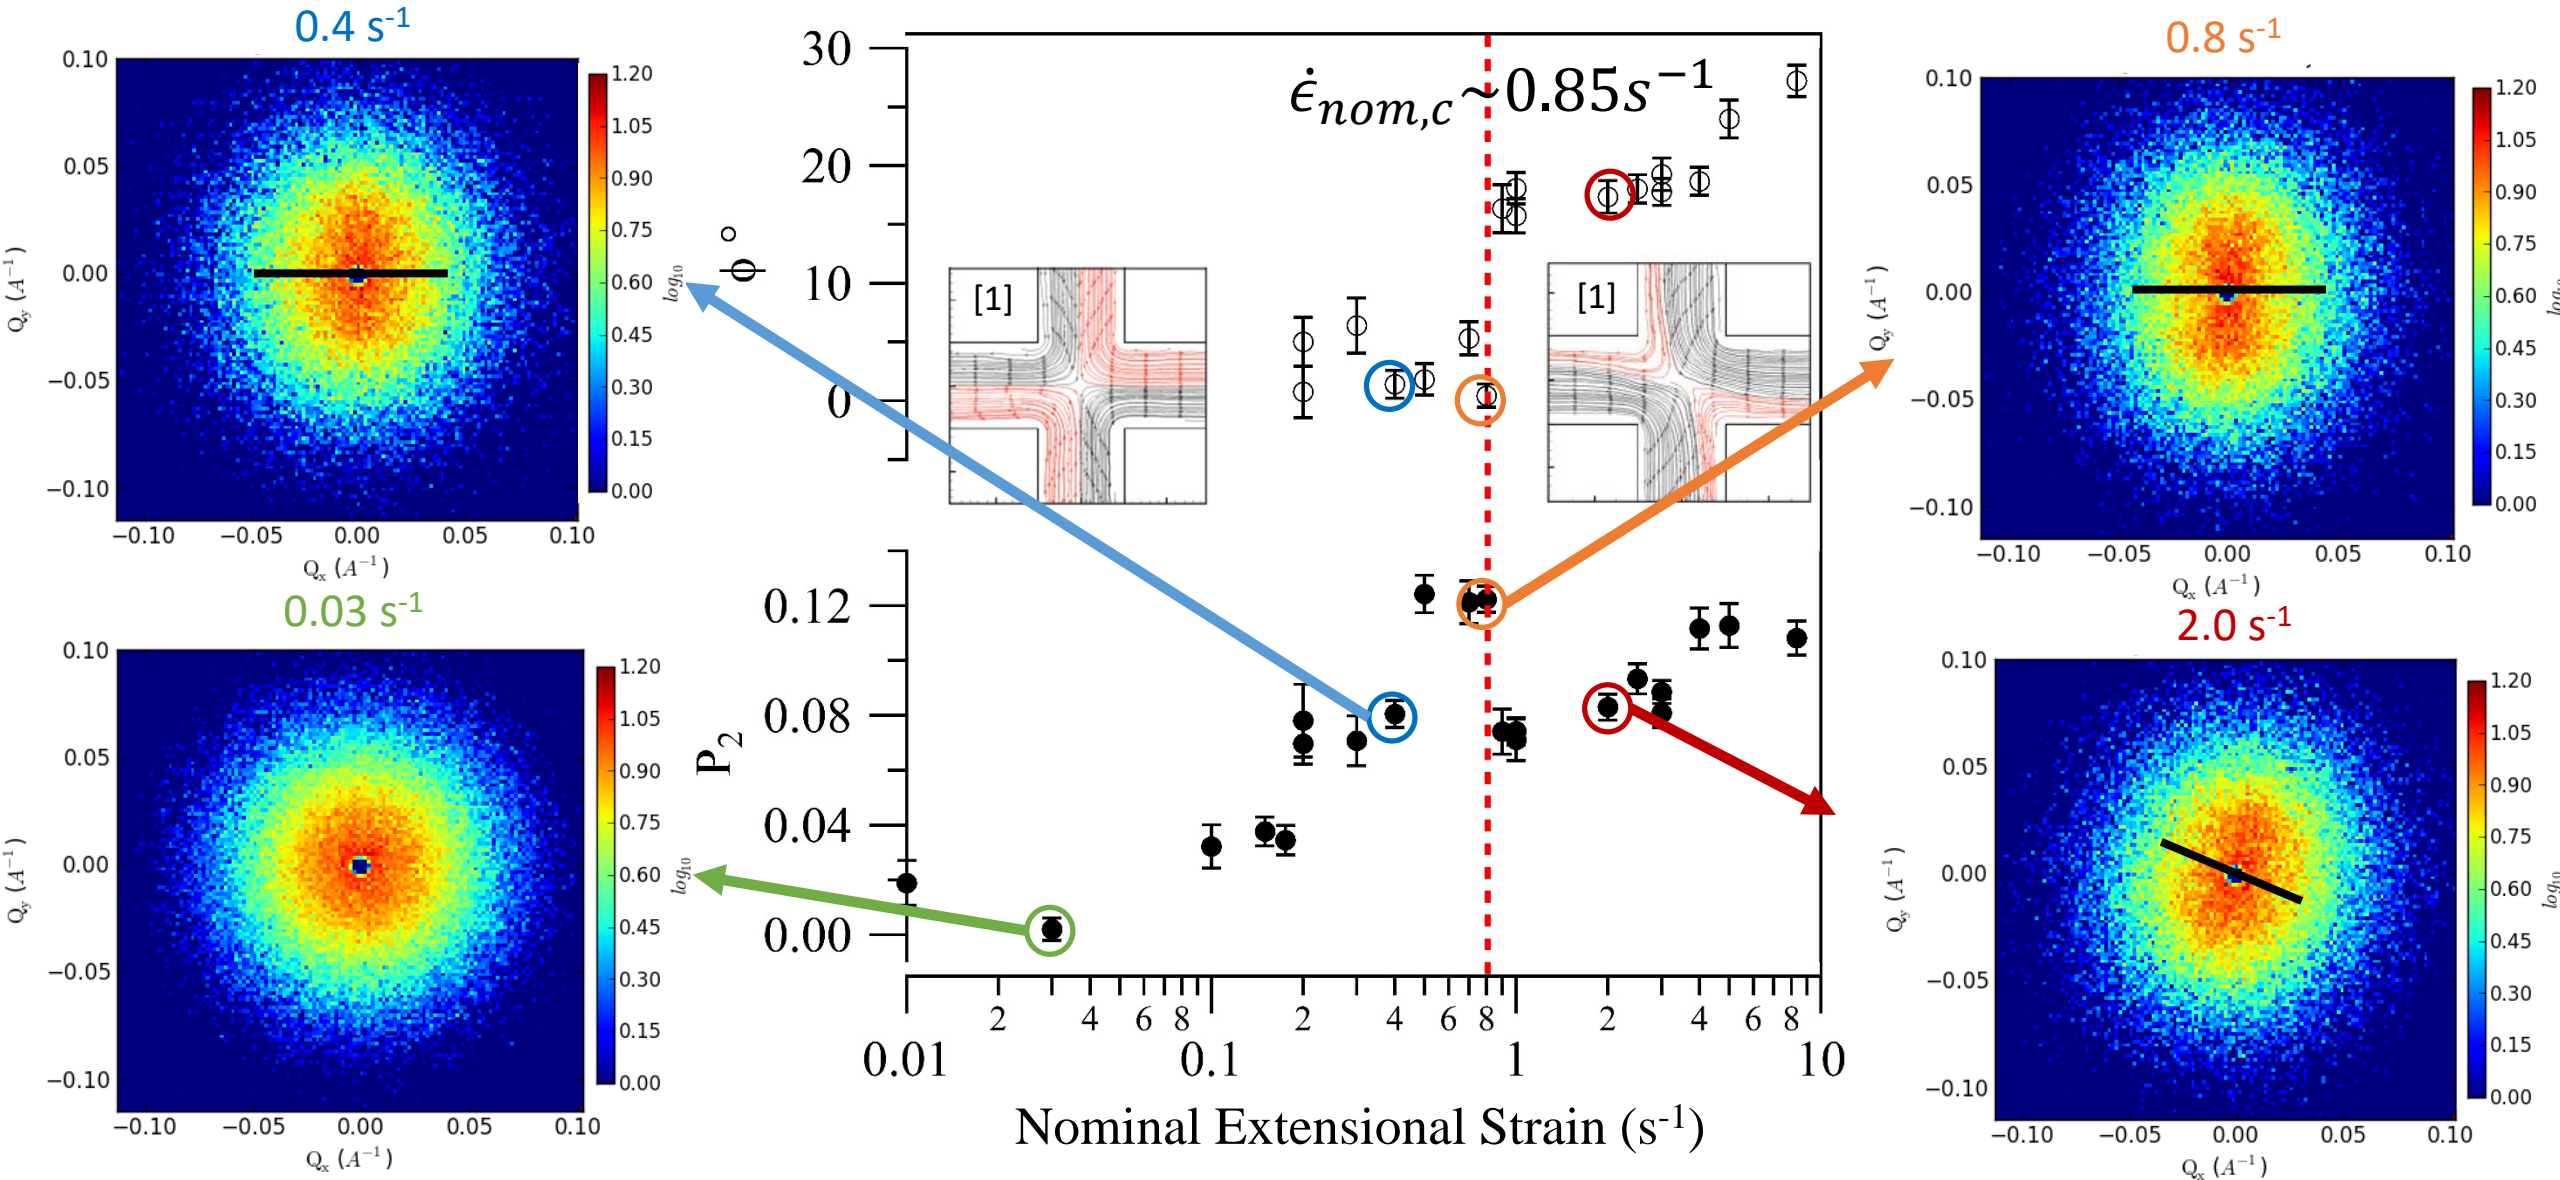 0.4 s-1
0.10
0.05
0.00
−0.05
−0.10
−0.10 −0.05 0.00 0.05 0.10
Qx (A−1)
Qy (A−1)
1.20
1.05
0.90
0.75
0.60
0.45
0.30
0.15
0.00
log10
0.03 s-1
0.10
0.05
0.00
−0.05
−0.10
−0.10 −0.05 0.00 0.05 0.10
Qx (A−1)
Qy (A−1)
1.20
1.05
0.90
0.75
0.60
0.45
0.30
0.15
0.00
log10
ϵ̇nom,c~0.85s−1
30
20
10
0
Θ°
[1]
[1]
0.12
0.08
0.04
0.00
P2
2 4 6 8 2 4 6 8 2 4 6 8
0.01 0.1 1 10
Nominal Extensional Strain (s-1)
0.8 s-1
0.10
0.05
0.00
−0.05
−0.10
−0.10 −0.05 0.00 0.05 0.10
Qx (A−1)
Qy (A−1)
1.20
1.05
0.90
0.75
0.60
0.45
0.30
0.15
0.00
2.0 s-1
0.10
0.05
0.00
−0.05
−0.10
−0.10 −0.05 0.00 0.05 0.10
Qx (A−1)
Qy (A−1)
1.20
1.05
0.90
0.75
0.60
0.45
0.30
0.15
0.00
log10